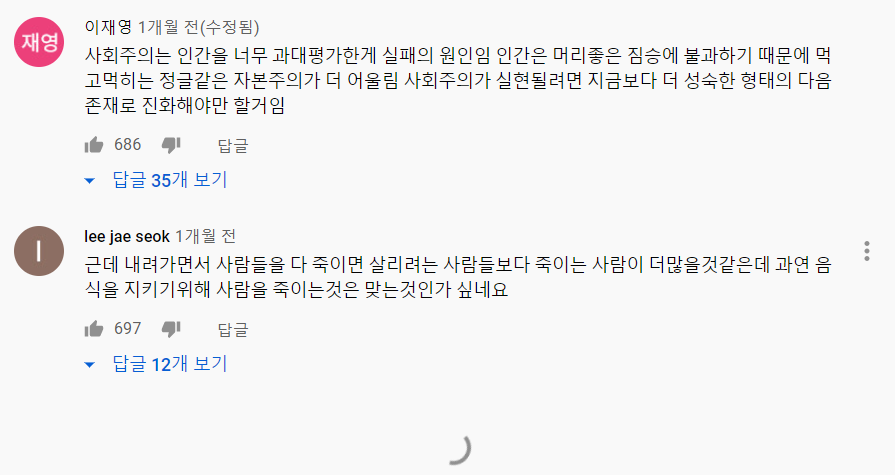 재영
이재영 1개월 전(수정됨)
사회주의는 인간을 너무 과대평가한게 실패의 원인임 인간은 머리좋은 짐승에 불과하기 때문에 먹
고먹히는 정글같은 자본주의가 더 어울림 사회주의가 실현될려면 지금보다 더 성숙한 형태의 다음
존재로 진화해야만 할거임
686 답글
답글 35개 보기
I
lee jae seok 1개월 전
근데 내려가면서 사람들을 다 죽이면 살리려는 사람들보다 죽이는 사람이 더많을것같은데 과연 음
식을 지키기위해 사람을 죽이는것은 맞는것인가 싶네요
697 답글
답글 12개 보기